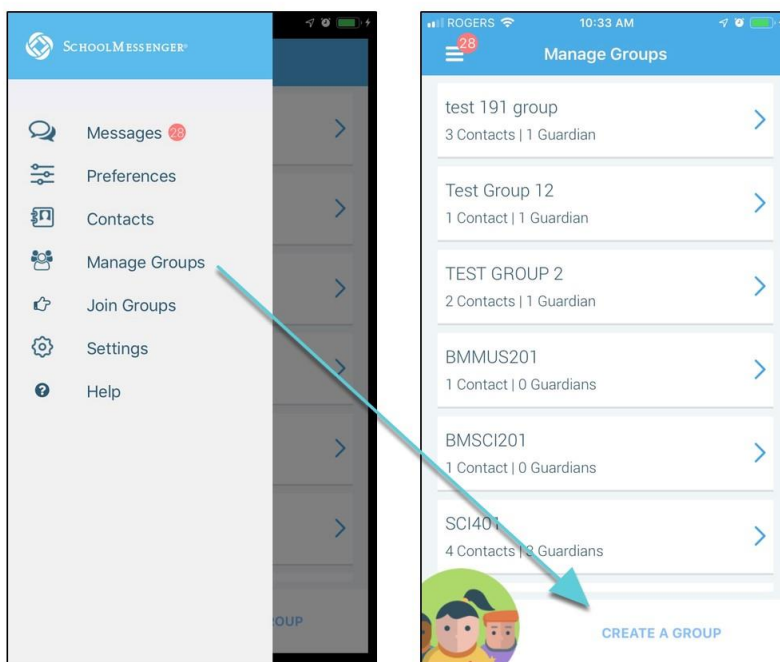 SCHOOLMESSENGER®
Messages 28
Preferences
Contacts
Manage Groups
Join Groups
Settings
Help
OUP
ROGERS 10:33 AM
28
Manage Groups
test 191 group
3 Contacts | 1 Guardian
Test Group 12
1 Contact | 1 Guardian
TEST GROUP 2
2 Contacts | 1 Guardian
BMMUS201
1 Contact | 0 Guardians
BMSCI201
1 Contact | 0 Guardians
SCI401
4 Contacts | 3 Guardians
CREATE A GROUP